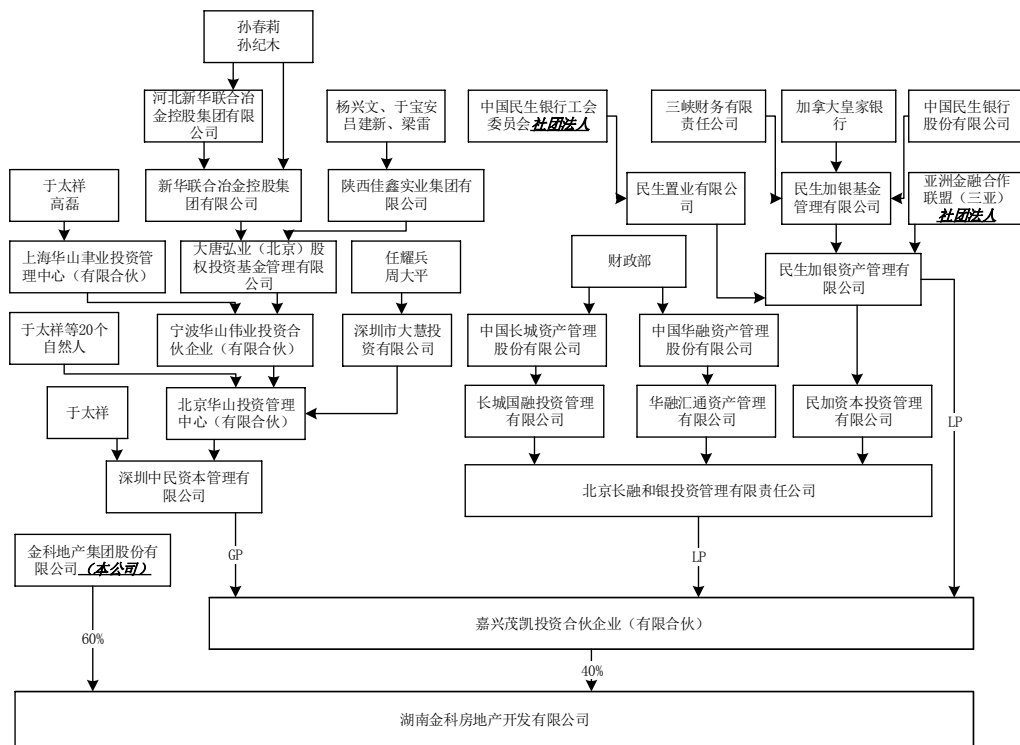 孙春莉
孙纪木
河北新华联合冶
金控股集团有限
公司
杨兴文、于宝安
吕建新、梁雷
中国民生银行工会
委员会社团法人
三峡财务有限
责任公司
加拿大皇家银
行
中国民生银行
股份有限公司
于太祥
高磊
新华联合冶金控股集
团有限公司
陕西佳鑫实业集团有
限公司
民生置业有限公
司
民生加银基金
管理有限公司
亚洲金融合作
联盟（三亚）
社团法人
上海华山聿业投资管
理中心（有限合伙）
大唐弘业（北京）股
权投资基金管理有限
公司
任耀兵
周大平
财政部
民生加银资产管理有
限公司
于太祥等20个
自然人
宁波华山伟业投资合
伙企业（有限合伙）
深圳市大慧投
资有限公司
中国长城资产管理
股份有限公司
中国华融资产管理
股份有限公司
于太祥
北京华山投资管理
中心（有限合伙）
长城国融投资管理
有限公司
华融汇通资产管理
有限公司
民加资本投资管理
有限公司
LP
深圳中民资本管理有
限公司
北京长融和银投资管理有限责任公司
金科地产集团股份有
限公司（本公司）
GP
LP
嘉兴茂凯投资合伙企业（有限合伙）
60%
40%
湖南金科房地产开发有限公司